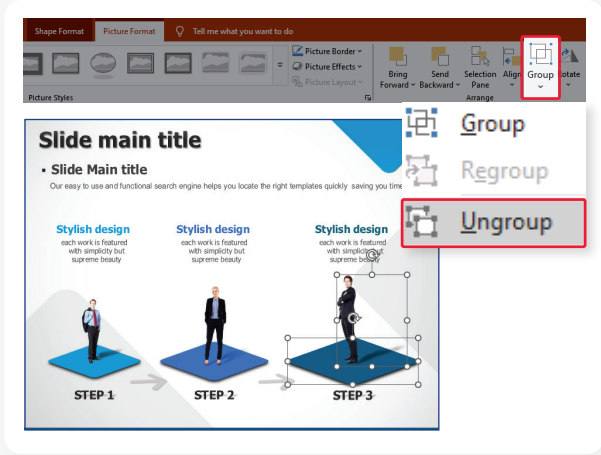 Shape Format Picture Format Tell me what you want to do
Picture Border
Picture Effects
Picture Layout
Bring Forward
Send Backward
Selection Pane
Align
Group
Rotate
Picture Styles
Arrange
Group
Regroup
Ungroup
Slide main title
• Slide Main title
Our easy to use and functional search engine helps you locate the right templates quickly saving you time
Stylish design
each work is featured
with simplicity but
supreme beauty
Stylish design
each work is featured
with simplicity but
supreme beauty
Stylish design
each work is featured
with simplicity but
supreme beauty
STEP 1
STEP 2
STEP 3